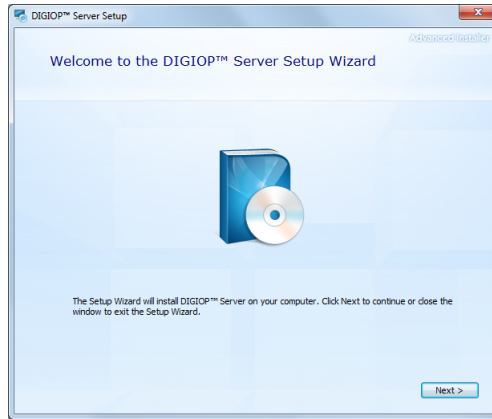 DIGIOP™ Server Setup
Advanced Installer
Welcome to the DIGIOP™ Server Setup Wizard
The Setup Wizard will install DIGIOP™ Server on your computer. Click Next to continue or close the
window to exit the Setup Wizard.
Next >